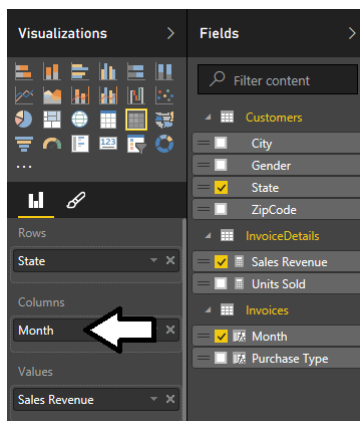 Visualizations >
Fields >
Filter content
Customers
City
Gender
State
ZipCode
InvoiceDetails
Sales Revenue
Units Sold
Invoices
Month
Purchase Type
123
...
Rows
State
Columns
Month
Values
Sales Revenue